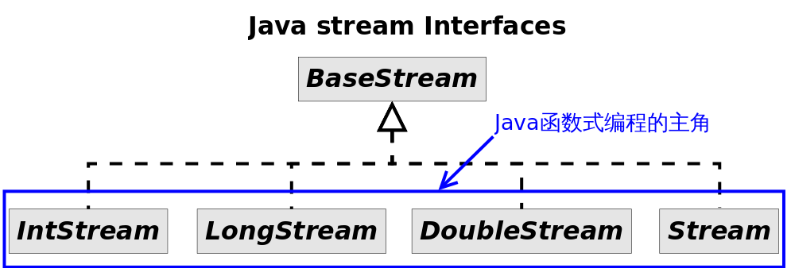 Java stream Interfaces
BaseStream
Java函数式编程的主角
IntStream
LongStream
DoubleStream
Stream